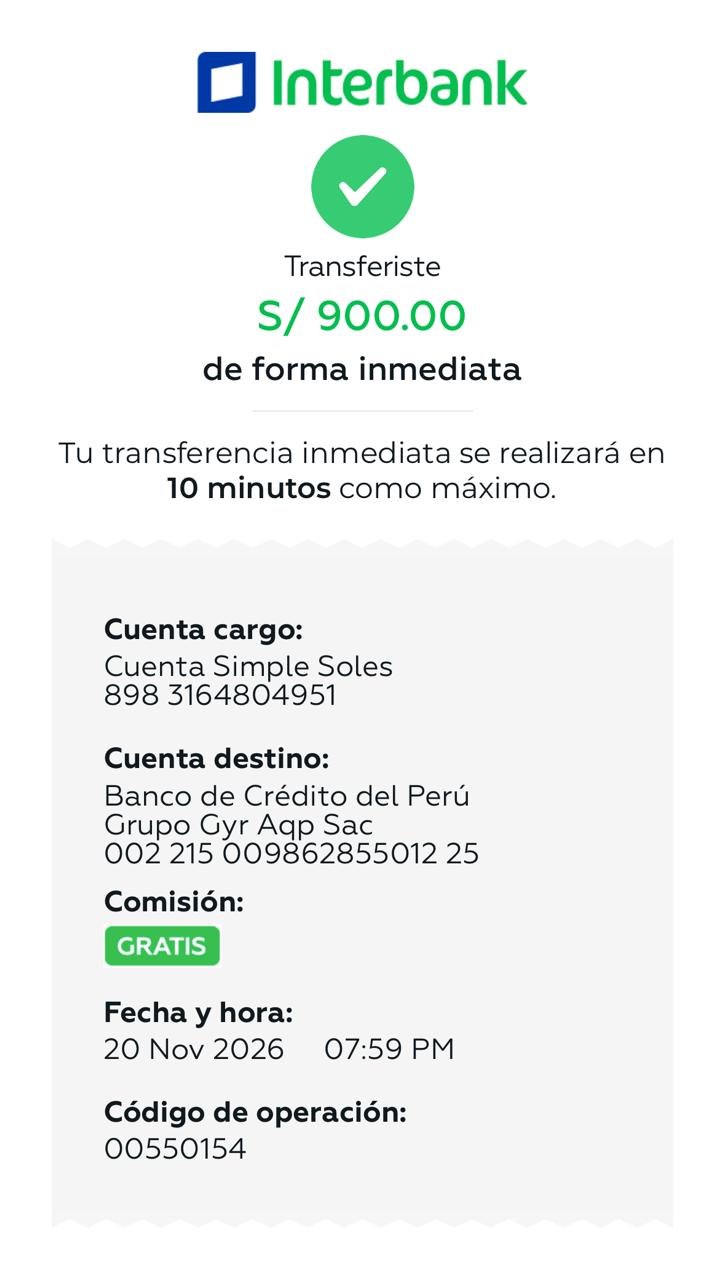 Interbank
Transferiste
S/ 900.00
de forma inmediata
Tu transferencia inmediata se realizará en
10 minutos como máximo.
Cuenta cargo:
Cuenta Simple Soles
898 3164804951
Cuenta destino:
Banco de Crédito del Perú
Grupo Gyr Aqp Sac
002 215 009862855012 25
Comisión:
GRATIS
Fecha y hora:
20 Nov 2026 07:59 PM
Código de operación:
00550154